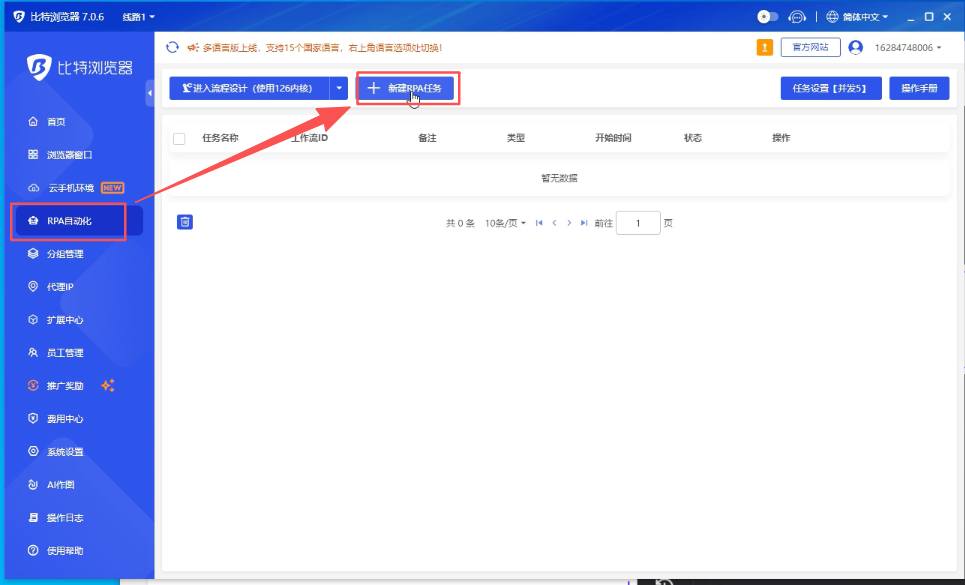 比特浏览器 7.0.6 线路1 简体中文
比特浏览器
多语言版上线，支持15个国家语言，右上角语言选项处切换！ 官方网站 16284748006
进入流程设计（使用126内核） 新建RPA任务 任务设置【并发5】 操作手册
任务名称 工作流ID 备注 类型 开始时间 状态 操作
暂无数据
共 0 条 10条/页 前往 1 页
首页
浏览器窗口
云手机环境 NEW
RPA自动化
分组管理
代理IP
扩展中心
员工管理
推广奖励
费用中心
系统设置
AI作图
操作日志
使用帮助